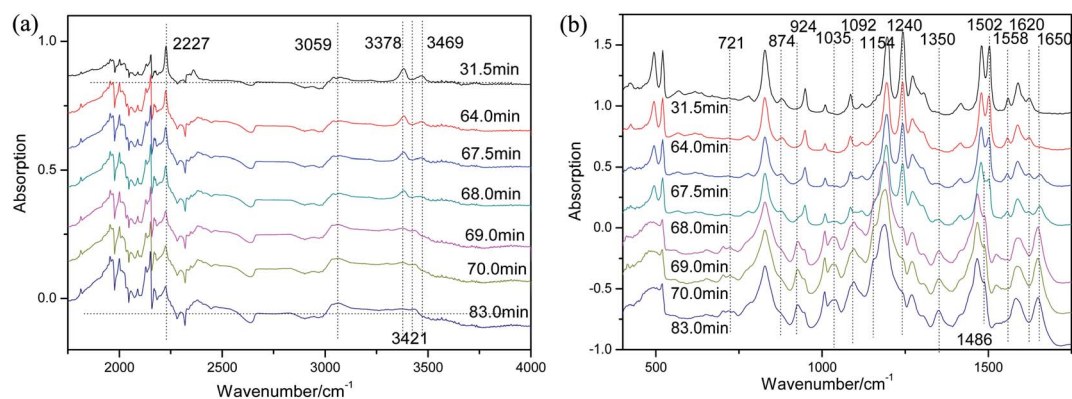 (a)
1.0
0.5
0.0
Absorption
2227
3059
3378
3469
31.5min
64.0min
67.5min
68.0min
69.0min
70.0min
83.0min
3421
2000
2500
3000
3500
4000
Wavenumber/cm-1
(b)
1.5
1.0
0.5
0.0
-0.5
-1.0
Absorption
924
1092
1240
1502
1620
721
874
1035
1154
1350
1558
1650
31.5min
64.0min
67.5min
68.0min
69.0min
70.0min
83.0min
1486
500
1000
1500
Wavenumber/cm-1